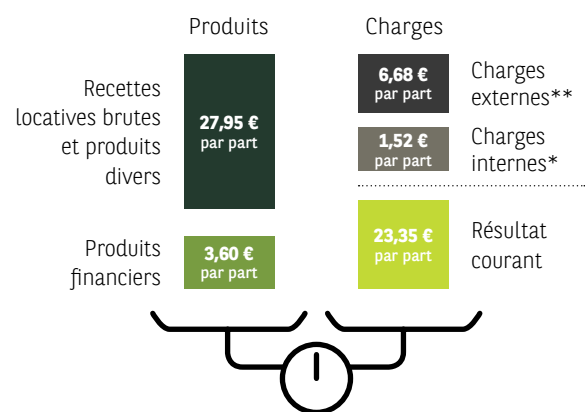 Produits
Charges
Recettes
locatives brutes
et produits
divers
27,95 €
par part
6,68 €
par part
Charges
externes**
1,52 €
par part
Charges
internes*
Produits
financiers
3,60 €
par part
23,35 €
par part
Résultat
courant